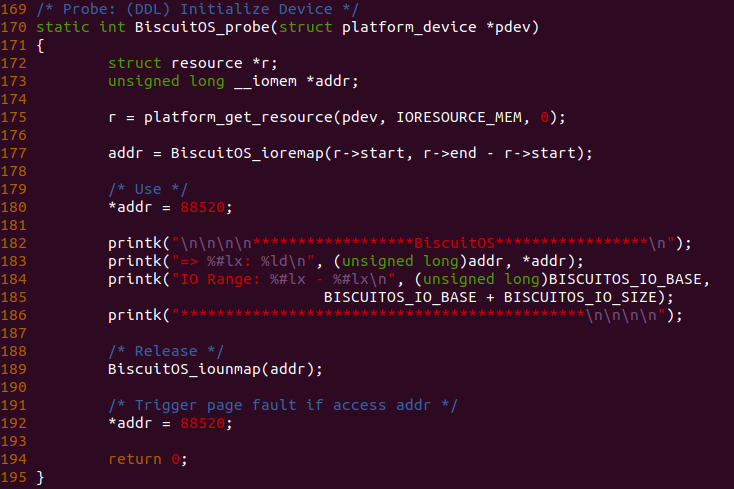 169 /* Probe: (DDL) Initialize Device */
170 static int BiscuitOS_probe(struct platform_device *pdev)
171 {
172         struct resource *r;
173         unsigned long __iomem *addr;
174
175         r = platform_get_resource(pdev, IORESOURCE_MEM, 0);
176
177         addr = BiscuitOS_ioremap(r->start, r->end - r->start);
178
179         /* Use */
180         *addr = 88520;
181
182         printk("\n\n\n\n******************BiscuitOS*****************\n");
183         printk("=> %#lx: %ld\n", (unsigned long)addr, *addr);
184         printk("IO Range: %#lx - %#lx\n", (unsigned long)BISCUITOS_IO_BASE,
185                                 BISCUITOS_IO_BASE + BISCUITOS_IO_SIZE);
186         printk("*********************************************\n\n\n\n");
187
188         /* Release */
189         BiscuitOS_iounmap(addr);
190
191         /* Trigger page fault if access addr */
192         *addr = 88520;
193
194         return 0;
195 }